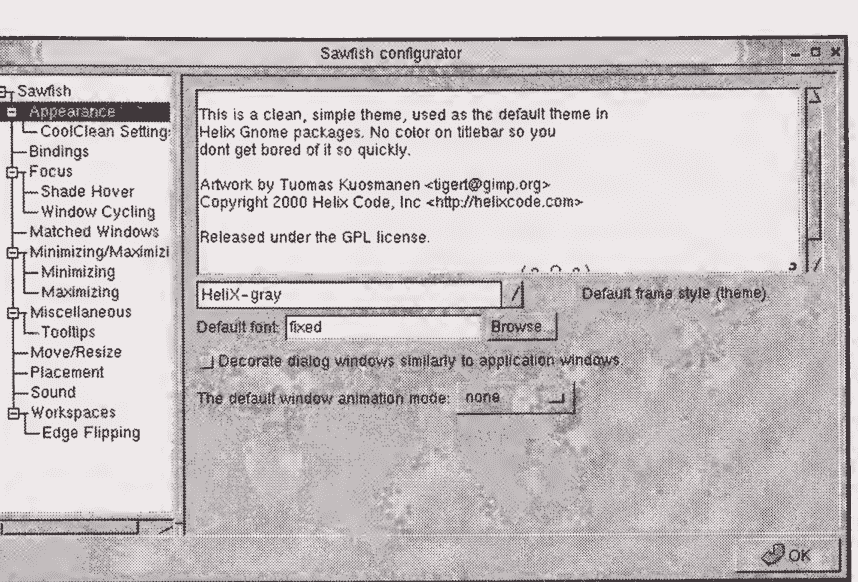 Sawfish configurator
Sawfish
Appearance
CoolClean Setting
Bindings
Focus
Shade Hover
Window Cycling
Matched Windows
Minimizing/Maximizi
Minimizing
Maximizing
Miscellaneous
Tooltips
Move/Resize
Placement
Sound
Workspaces
Edge Flipping
This is a clean, simple theme, used as the default theme in
Helix Gnome packages. No color on titlebar so you
dont get bored of it so quickly.
Artwork by Tuomas Kuosmanen <tigert@gimp.org>
Copyright 2000 Helix Code, Inc <http://helixcode.com>
Released under the GPL license.
HeliX-gray
Default frame style (theme).
Default font: fixed Browse...
Decorate dialog windows similarly to application windows.
The default window animation mode: none
OK